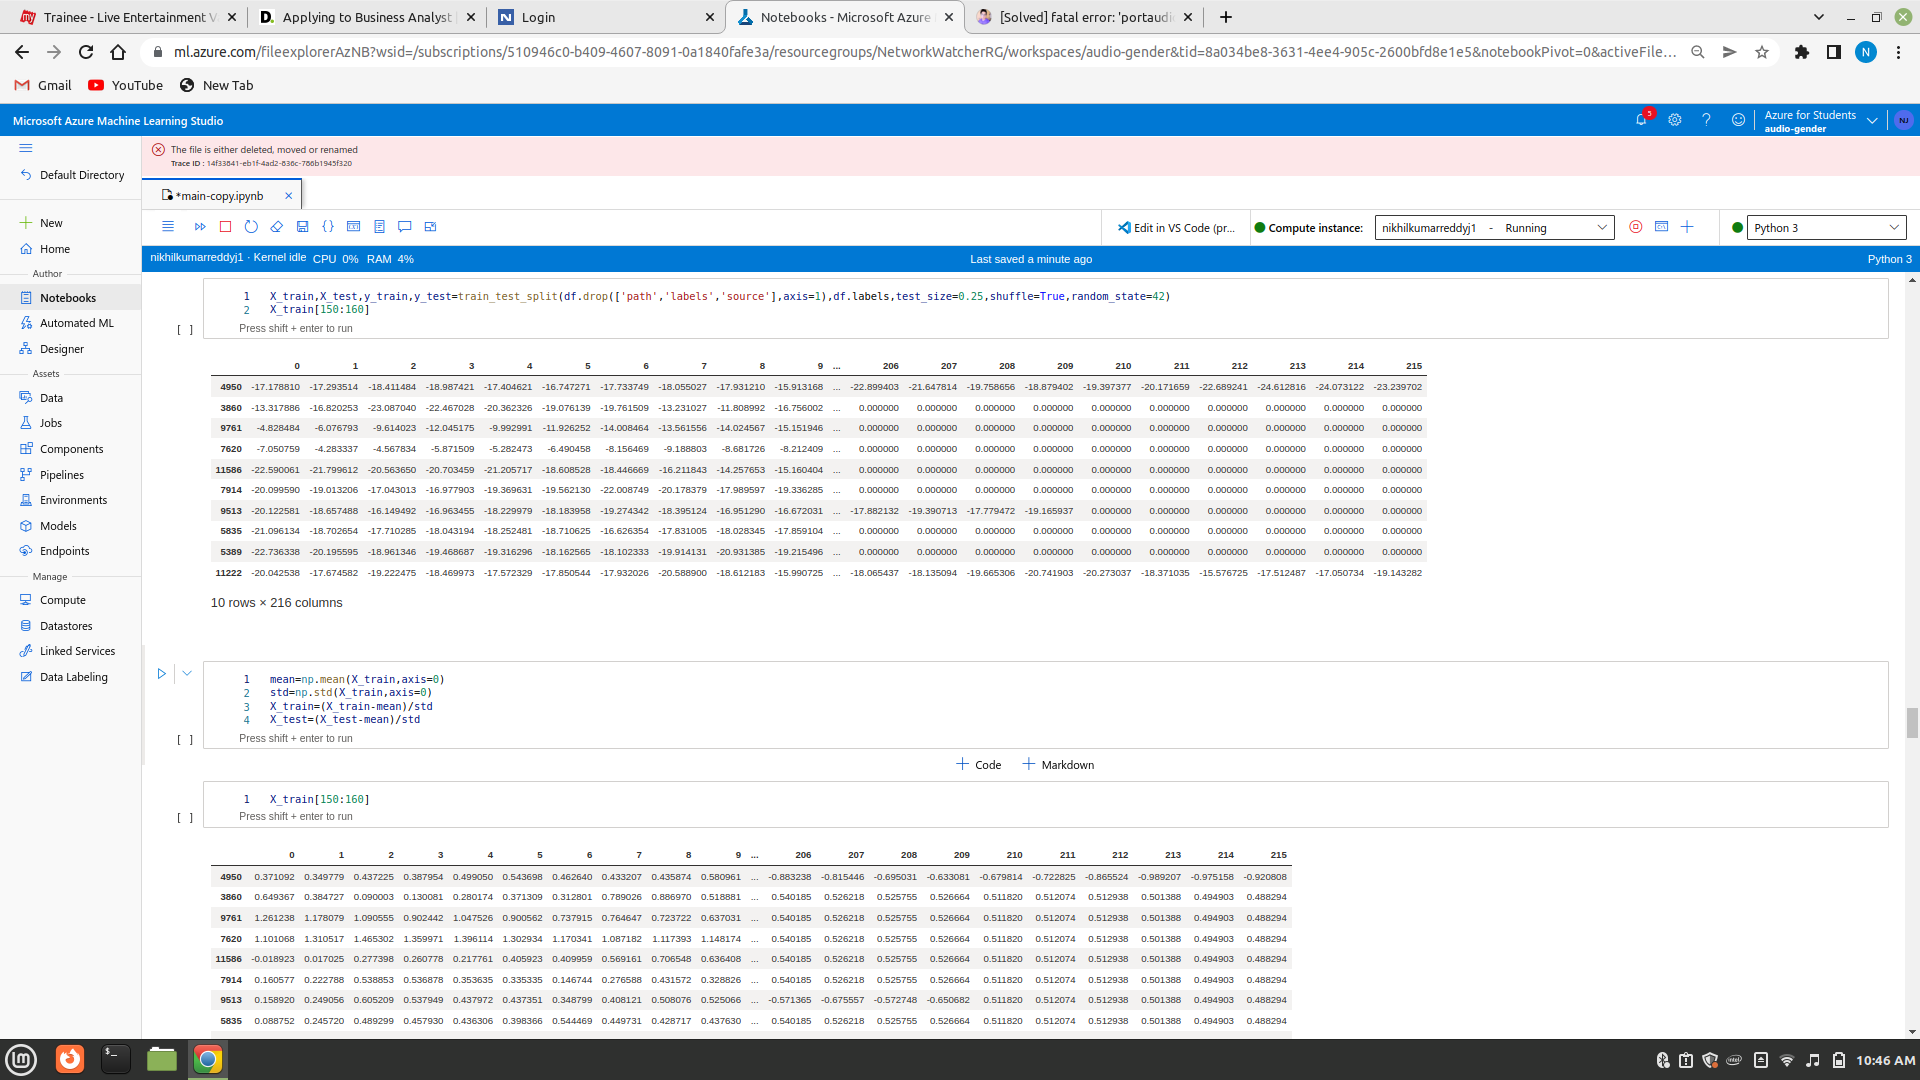 Trainee - Live Entertainment V
Applying to Business Analyst
Login
Notebooks - Microsoft Azure
[Solved] fatal error: 'portaudi
ml.azure.com/fileexplorerAzNB?wsid=/subscriptions/510946c0-b409-4607-8091-0a1840fafe3a/resourcegroups/NetworkWatcherRG/workspaces/audio-gender&tid=8a034be8-3631-4ee4-905c-2600bfd8e1e5&notebookPivot=0&activeFile...
N
Gmail
YouTube
New Tab
Microsoft Azure Machine Learning Studio
5
Azure for Students
audio-gender
NJ
The file is either deleted, moved or renamed
Trace ID : 14f33841-eb1f-4ad2-836c-786b1945f320
Default Directory
New
Home
Author
Notebooks
Automated ML
Designer
Assets
Data
Jobs
Components
Pipelines
Environments
Models
Endpoints
Manage
Compute
Datastores
Linked Services
Data Labeling
*main-copy.ipynb
Edit in VS Code (pr...
Compute instance:
nikhilkumarreddyj1 - Running
Python 3
nikhilkumarreddyj1 · Kernel idle CPU 0% RAM 4%
Last saved a minute ago
Python 3
1 X_train,X_test,y_train,y_test=train_test_split(df.drop(['path','labels','source'],axis=1),df.labels,test_size=0.25,shuffle=True,random_state=42)
2 X_train[150:160]
[ ] Press shift + enter to run
0 1 2 3 4 5 6 7 8 9 ... 206 207 208 209 210 211 212 213 214 215
4950 -17.178810 -17.293514 -18.411484 -18.987421 -17.404621 -16.747271 -17.733749 -18.055027 -17.931210 -15.913168 ... -22.899403 -21.647814 -19.758656 -18.879402 -19.397377 -20.171659 -22.689241 -24.612816 -24.073122 -23.239702
3860 -13.317886 -16.820253 -23.087040 -22.467028 -20.362326 -19.076139 -19.761509 -13.231027 -11.808992 -16.756002 ... 0.000000 0.000000 0.000000 0.000000 0.000000 0.000000 0.000000 0.000000 0.000000 0.000000
9761 -4.828484 -6.076793 -9.614023 -12.045175 -9.992991 -11.926252 -14.008464 -13.561556 -14.024567 -15.151946 ... 0.000000 0.000000 0.000000 0.000000 0.000000 0.000000 0.000000 0.000000 0.000000 0.000000
7620 -7.050759 -4.283337 -4.567834 -5.871509 -5.282473 -6.490458 -8.156469 -9.188803 -8.681726 -8.212409 ... 0.000000 0.000000 0.000000 0.000000 0.000000 0.000000 0.000000 0.000000 0.000000 0.000000
11586 -22.590061 -21.799612 -20.563650 -20.703459 -21.205717 -18.608528 -18.446669 -16.211843 -14.257653 -15.160404 ... 0.000000 0.000000 0.000000 0.000000 0.000000 0.000000 0.000000 0.000000 0.000000 0.000000
7914 -20.099590 -19.013206 -17.043013 -16.977903 -19.369631 -19.562130 -22.008749 -20.178379 -17.989597 -19.336285 ... 0.000000 0.000000 0.000000 0.000000 0.000000 0.000000 0.000000 0.000000 0.000000 0.000000
9513 -20.122581 -18.657488 -16.149492 -16.963455 -18.229979 -18.183958 -19.274342 -18.395124 -16.951290 -16.672031 ... -17.882132 -19.390713 -17.779472 -19.165937 0.000000 0.000000 0.000000 0.000000 0.000000 0.000000
5835 -21.096134 -18.702654 -17.710285 -18.043194 -18.252481 -18.710625 -16.626354 -17.831005 -18.028345 -17.859104 ... 0.000000 0.000000 0.000000 0.000000 0.000000 0.000000 0.000000 0.000000 0.000000 0.000000
5389 -22.736338 -20.195595 -18.961346 -19.468687 -19.316296 -18.162565 -18.102333 -19.914131 -20.931385 -19.215496 ... 0.000000 0.000000 0.000000 0.000000 0.000000 0.000000 0.000000 0.000000 0.000000 0.000000
11222 -20.042538 -17.674582 -19.222475 -18.469973 -17.572329 -17.850544 -17.932026 -20.588900 -18.612183 -15.990725 ... -18.065437 -18.135094 -19.665306 -20.741903 -20.273037 -18.371035 -15.576725 -17.512487 -17.050734 -19.143282
10 rows × 216 columns
1 mean=np.mean(X_train,axis=0)
2 std=np.std(X_train,axis=0)
3 X_train=(X_train-mean)/std
4 X_test=(X_test-mean)/std
[ ] Press shift + enter to run
Code Markdown
1 X_train[150:160]
[ ] Press shift + enter to run
0 1 2 3 4 5 6 7 8 9 ... 206 207 208 209 210 211 212 213 214 215
4950 0.371092 0.349779 0.437225 0.387954 0.499050 0.543698 0.462640 0.433207 0.435874 0.580961 ... -0.883238 -0.815446 -0.695031 -0.633081 -0.679814 -0.722825 -0.865524 -0.989207 -0.975158 -0.920808
3860 0.649367 0.384727 0.090003 0.130081 0.280174 0.371309 0.312801 0.789026 0.886970 0.518881 ... 0.540185 0.526218 0.525755 0.526664 0.511820 0.512074 0.512938 0.501388 0.494903 0.488294
9761 1.261238 1.178079 1.090555 0.902442 1.047526 0.900562 0.737915 0.764647 0.723722 0.637031 ... 0.540185 0.526218 0.525755 0.526664 0.511820 0.512074 0.512938 0.501388 0.494903 0.488294
7620 1.101068 1.310517 1.465302 1.359971 1.396114 1.302934 1.170341 1.087182 1.117393 1.148174 ... 0.540185 0.526218 0.525755 0.526664 0.511820 0.512074 0.512938 0.501388 0.494903 0.488294
11586 -0.018923 0.017025 0.277398 0.260778 0.217761 0.405923 0.409959 0.569161 0.706548 0.636408 ... 0.540185 0.526218 0.525755 0.526664 0.511820 0.512074 0.512938 0.501388 0.494903 0.488294
7914 0.160577 0.222788 0.538853 0.536878 0.353635 0.335335 0.146744 0.276588 0.431572 0.328826 ... 0.540185 0.526218 0.525755 0.526664 0.511820 0.512074 0.512938 0.501388 0.494903 0.488294
9513 0.158920 0.249056 0.605209 0.537949 0.437972 0.437351 0.348799 0.408121 0.508076 0.525066 ... -0.571365 -0.675557 -0.572748 -0.650682 0.511820 0.512074 0.512938 0.501388 0.494903 0.488294
5835 0.088752 0.245720 0.489299 0.457930 0.436306 0.398366 0.544469 0.449731 0.428717 0.437630 ... 0.540185 0.526218 0.525755 0.526664 0.511820 0.512074 0.512938 0.501388 0.494903 0.488294
10:46 AM